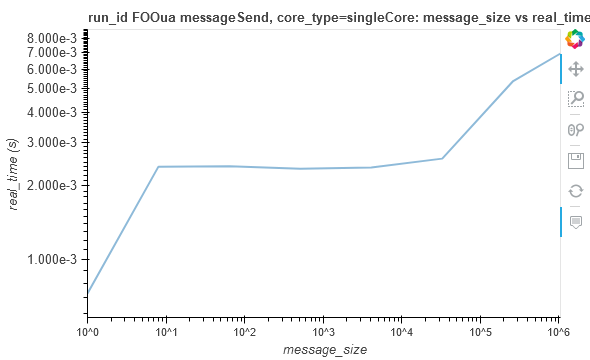 run_id FOOua messageSend, core_type=singleCore: message_size vs real_time
8.000e-3
7.000e-3
6.000e-3
5.000e-3
4.000e-3
3.000e-3
2.000e-3
1.000e-3
real_time (s)
10^0 10^1 10^2 10^3 10^4 10^5 10^6
message_size